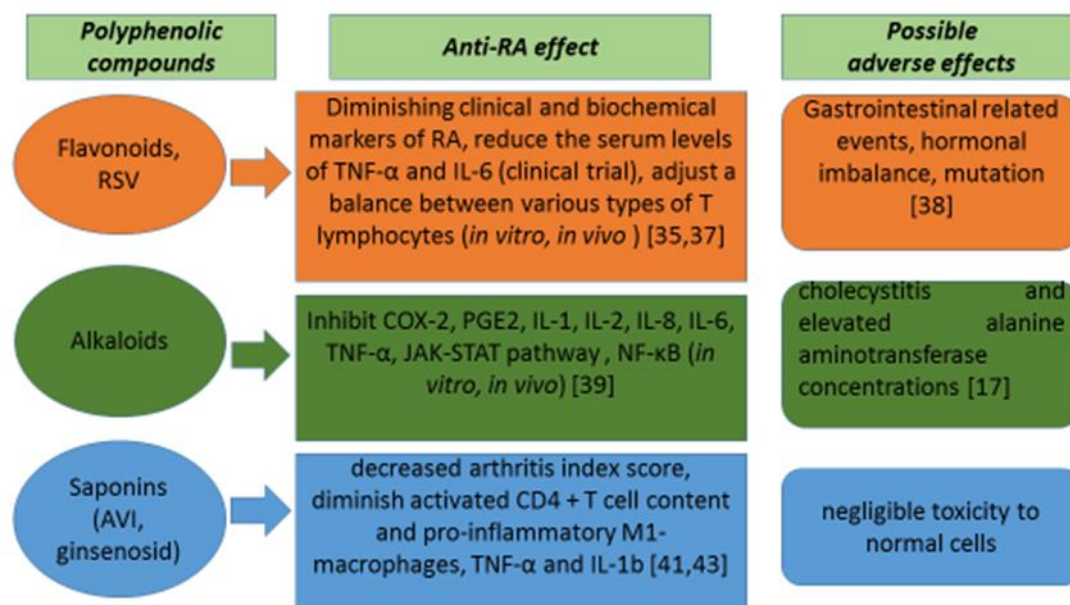 Polyphenolic
compounds
Anti-RA effect
Possible
adverse effects
Flavonoids,
RSV
Diminishing clinical and biochemical
markers of RA, reduce the serum levels
of TNF-α and IL-6 (clinical trial), adjust a
balance between various types of T
lymphocytes (in vitro, in vivo ) [35,37]
Gastrointestinal related
events, hormonal
imbalance, mutation
[38]
Alkaloids
Inhibit COX-2, PGE2, IL-1, IL-2, IL-8, IL-6,
TNF-α, JAK-STAT pathway , NF-κB (in
vitro, in vivo) [39]
cholecystitis and
elevated alanine
aminotransferase
concentrations [17]
Saponins
(AVI,
ginsenosid)
decreased arthritis index score,
diminish activated CD4 + T cell content
and pro-inflammatory M1-
macrophages, TNF-α and IL-1b [41,43]
negligible toxicity to
normal cells